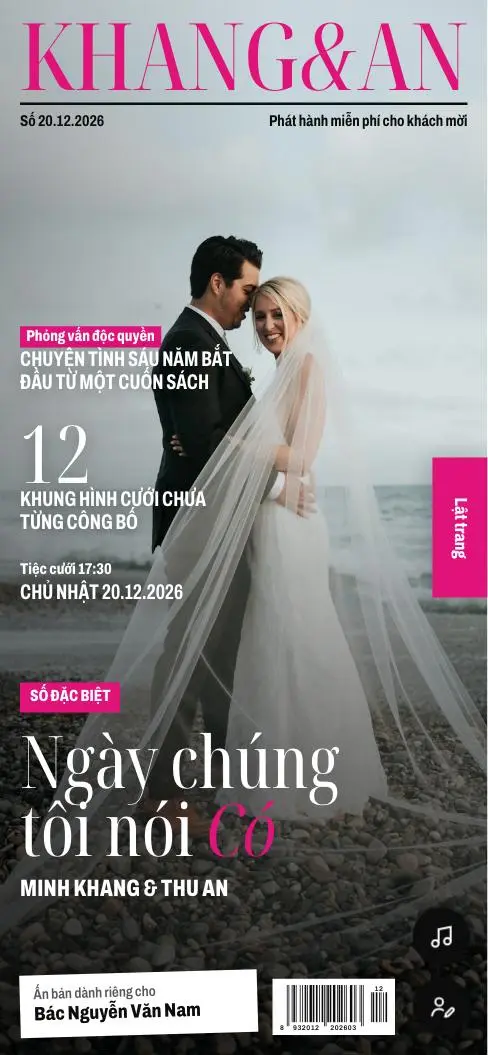 KHANG&AN
Số 20.12.2026
Phát hành miễn phí cho khách mời
Phỏng vấn độc quyền
CHUYỆN TÌNH SÁU NĂM BẮT
ĐẦU TỪ MỘT CUỐN SÁCH
12
KHUNG HÌNH CƯỚI CHƯA
TỪNG CÔNG BỐ
Lật trang
Tiệc cưới 17:30
CHỦ NHẬT 20.12.2026
SỐ ĐẶC BIỆT
Ngày chúng
tôi nói Có
MINH KHANG & THU AN
Ấn bản dành riêng cho
Bác Nguyễn Văn Nam
12
8 932012 202603